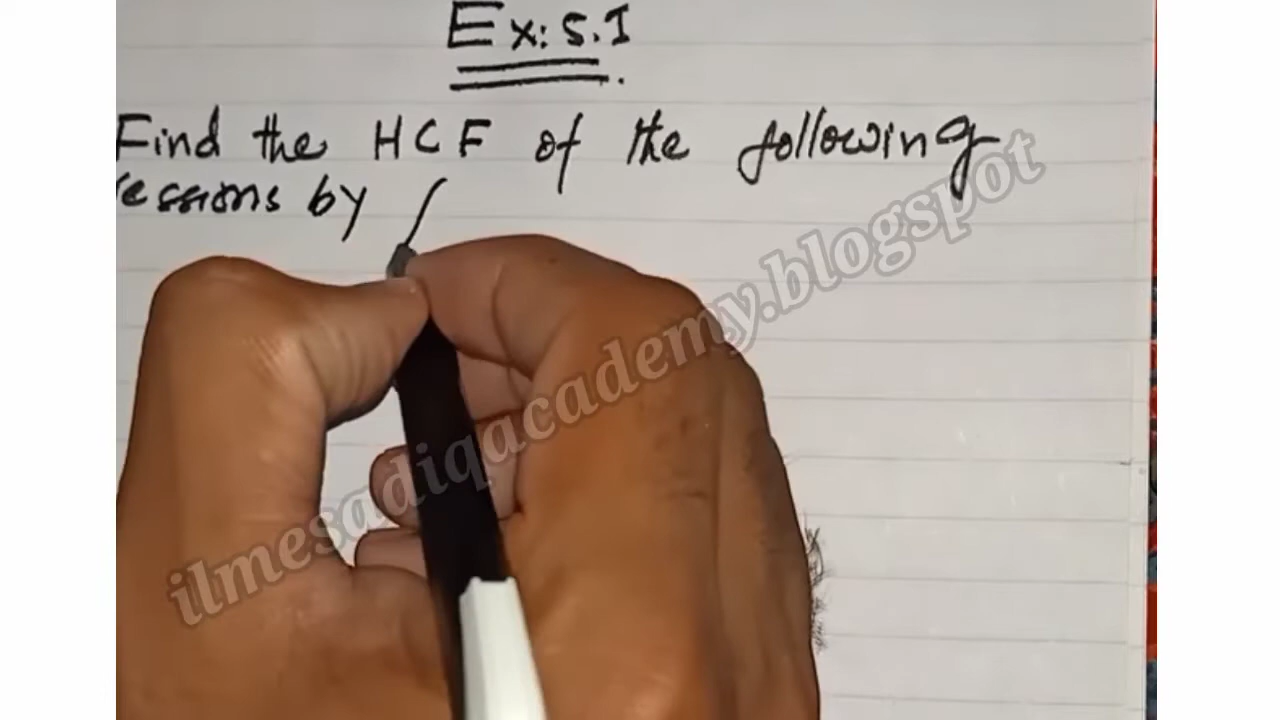 Ex: 5.1
Find the HCF of the following
essions by
ilmesadiqacademy.blogspot